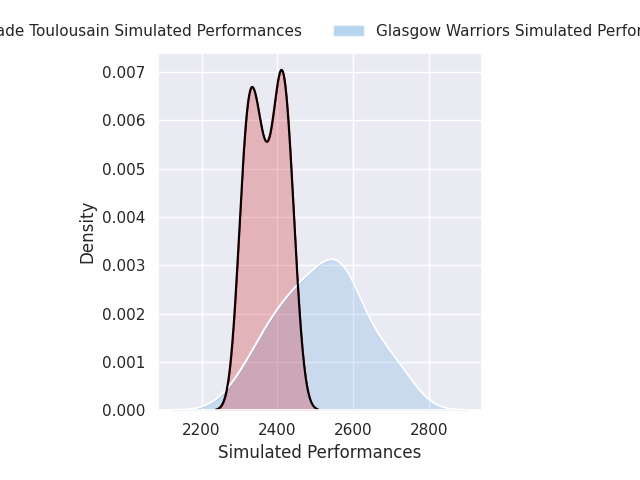 ade Toulousain Simulated Performances
Glasgow Warriors Simulated Perfor
0.007
0.006
0.005
0.004
0.003
0.002
0.001
0.000
Density
2200 2400 2600 2800
Simulated Performances